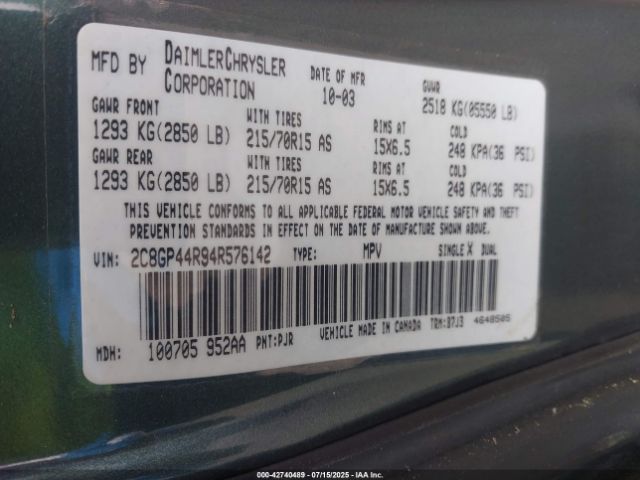 MFD BY DAIMLERCHRYSLER CORPORATION DATE OF MFR 10-03 GVWR 2518 KG(05550 LB)
GAWR FRONT WITH TIRES RIMS AT COLD
1293 KG(2850 LB) 215/70R15 AS 15X6.5 248 KPA(36 PSI)
GAWR REAR WITH TIRES RIMS AT COLD
1293 KG(2850 LB) 215/70R15 AS 15X6.5 248 KPA(36 PSI)
THIS VEHICLE CONFORMS TO ALL APPLICABLE FEDERAL MOTOR VEHICLE SAFETY AND THEFT
PREVENTION STANDARDS IN EFFECT ON THE DATE OF MANUFACTURE SHOWN ABOVE.
VIN: 2C8GP44R94R576142 TYPE: MPV SINGLE X DUAL
MDH: 100705 952AA PNT:PJR VEHICLE MADE IN CANADA TRM:B7J3 4648505
000-42740489 - 07/15/2025 - IAA Inc.